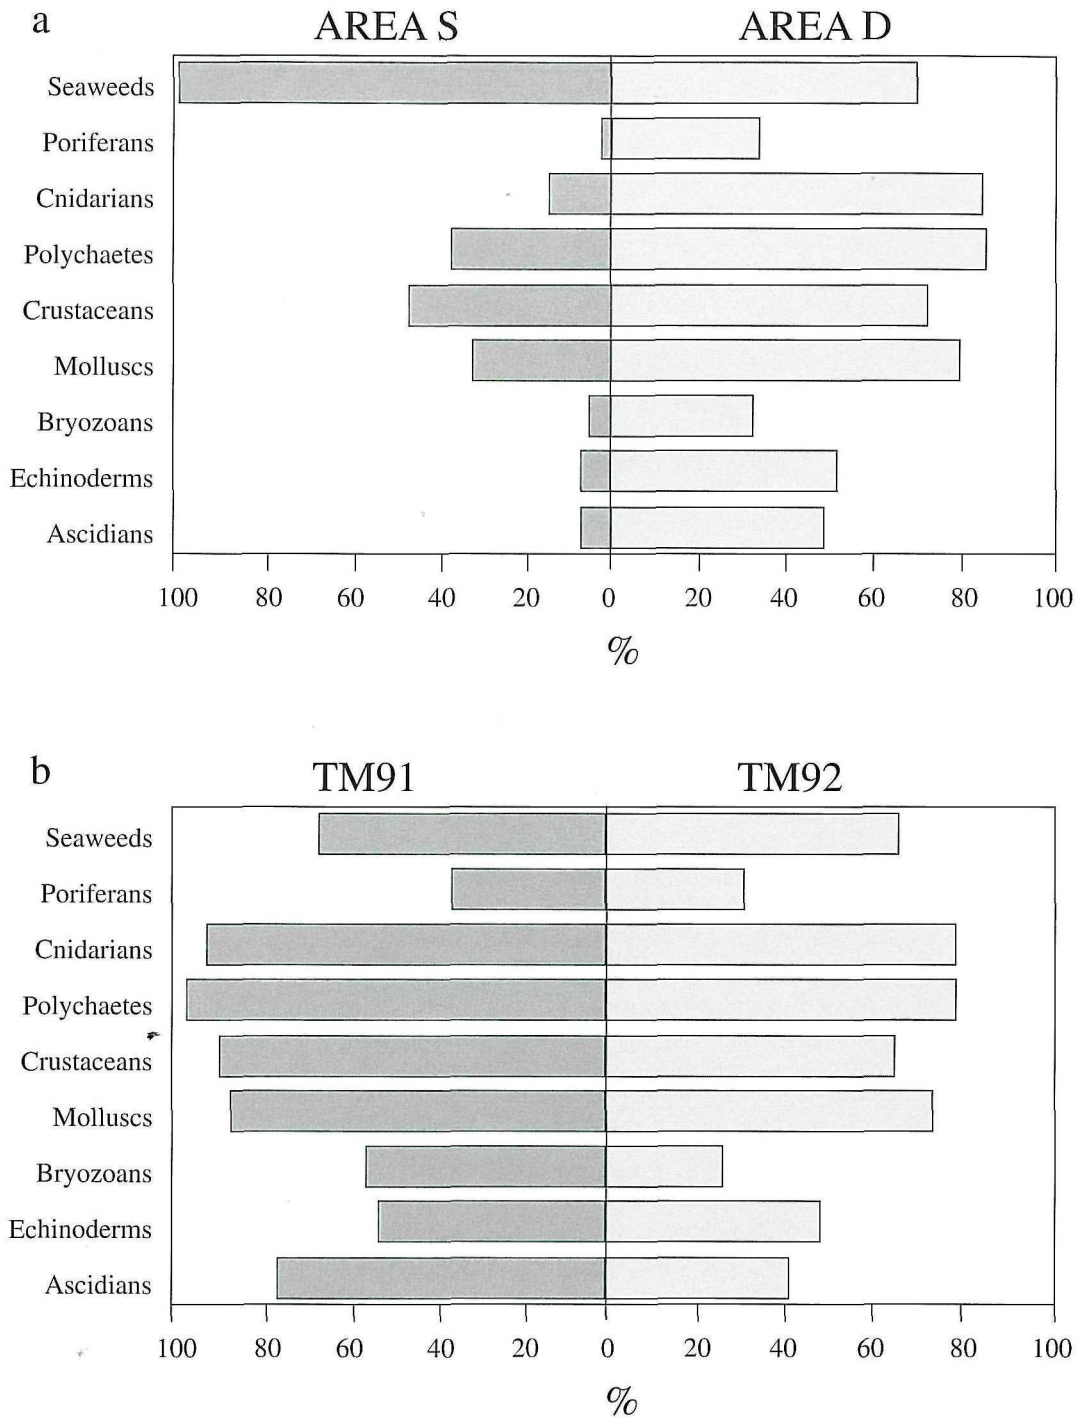 a
AREA S AREA D
Seaweeds
Poriferans
Cnidarians
Polychaetes
Crustaceans
Molluscs
Bryozoans
Echinoderms
Ascidians
100 80 60 40 20 0 20 40 60 80 100
%
b
TM91 TM92
Seaweeds
Poriferans
Cnidarians
Polychaetes
Crustaceans
Molluscs
Bryozoans
Echinoderms
Ascidians
100 80 60 40 20 0 20 40 60 80 100
%